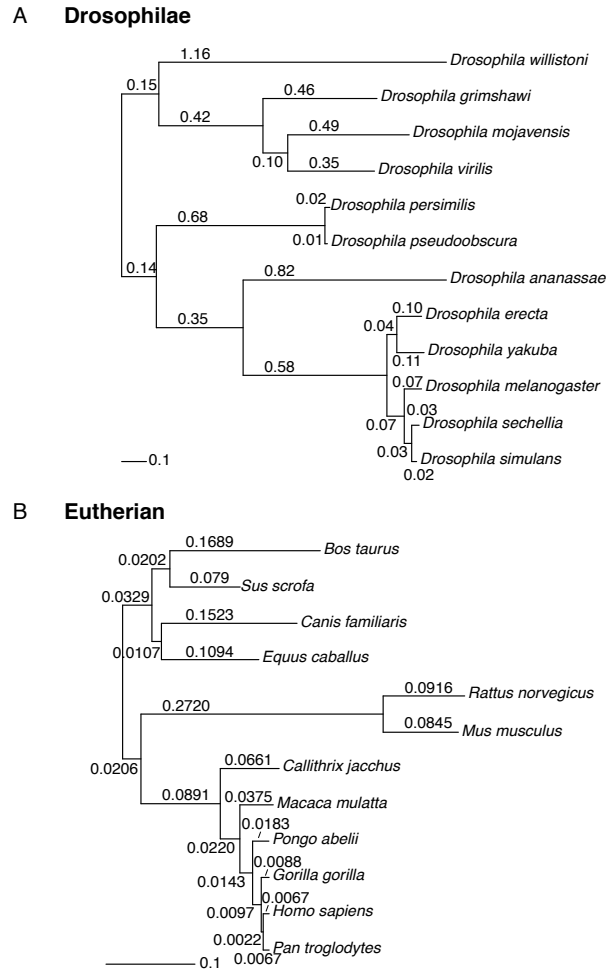 A Drosophilae
1.16 Drosophila willistoni
0.15
0.46 Drosophila grimshawi
0.42
0.49 Drosophila mojavensis
0.10
0.35 Drosophila virilis
0.02 Drosophila persimilis
0.68
0.01 Drosophila pseudoobscura
0.14
0.82 Drosophila ananassae
0.10 Drosophila erecta
0.04
0.35
0.11 Drosophila yakuba
0.58
0.07 Drosophila melanogaster
0.03
0.07 Drosophila sechellia
0.03
Drosophila simulans
0.02
0.1
B Eutherian
0.1689 Bos taurus
0.0202
0.079 Sus scrofa
0.0329
0.1523 Canis familiaris
0.0107
0.1094 Equus caballus
0.0916 Rattus norvegicus
0.2720
0.0845 Mus musculus
0.0206
0.0661 Callithrix jacchus
0.0891
0.0375 Macaca mulatta
0.0183
0.0220 Pongo abelii
0.0088
0.0143 Gorilla gorilla
0.0067
0.0097 Homo sapiens
0.0022 Pan troglodytes
0.0067
0.1